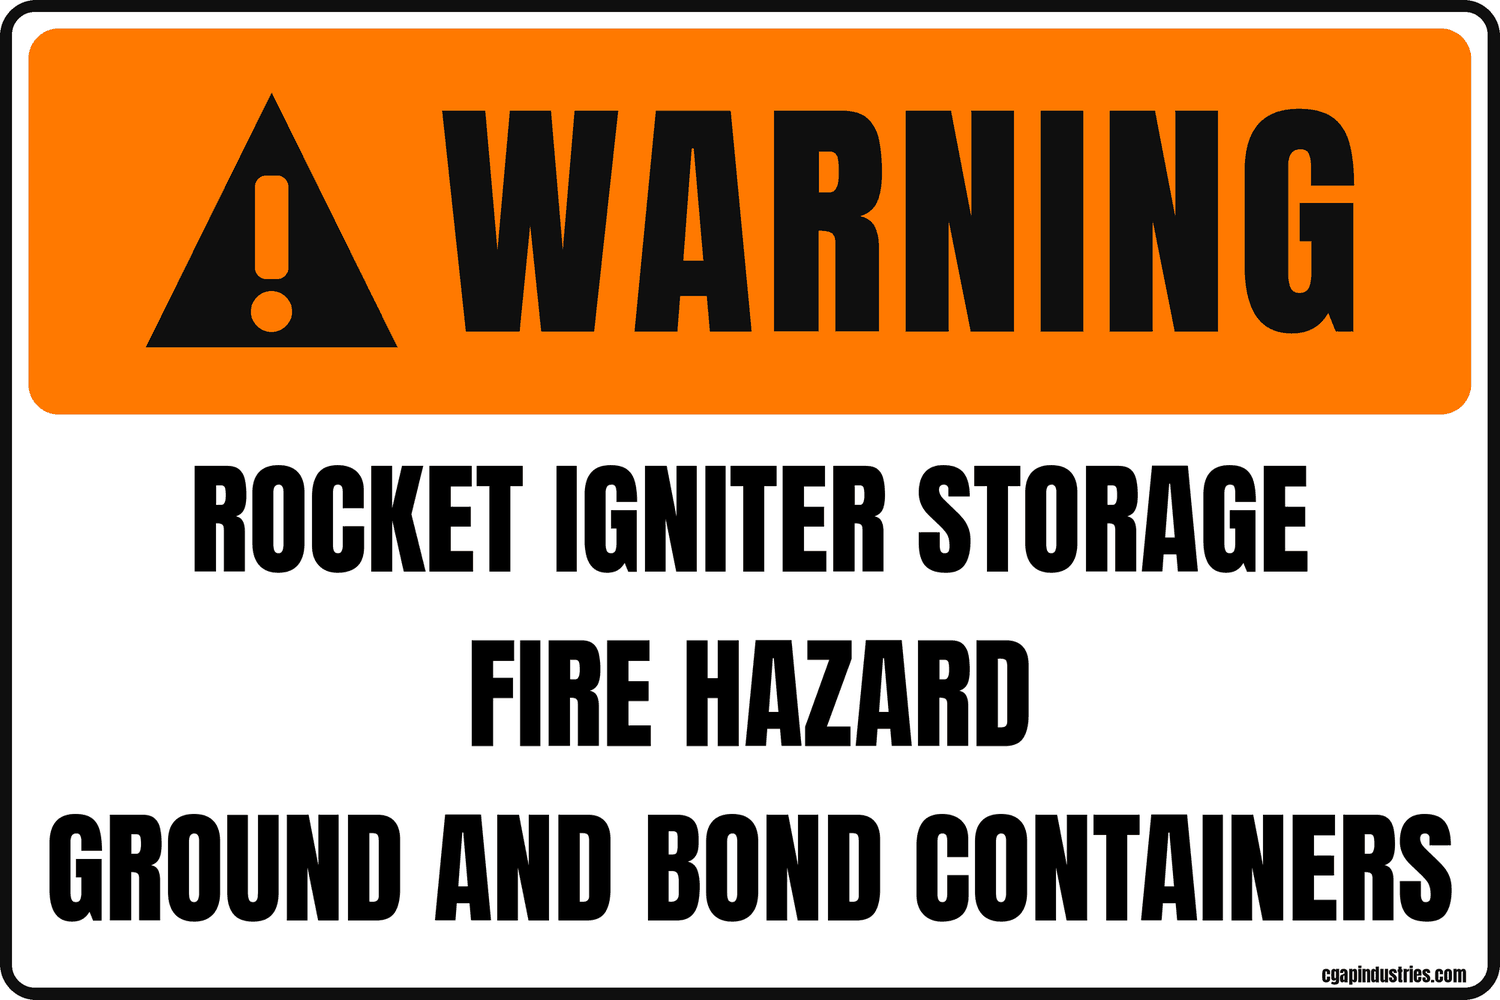 WARNING
ROCKET IGNITER STORAGE
FIRE HAZARD
GROUND AND BOND CONTAINERS
cgapindustries.com